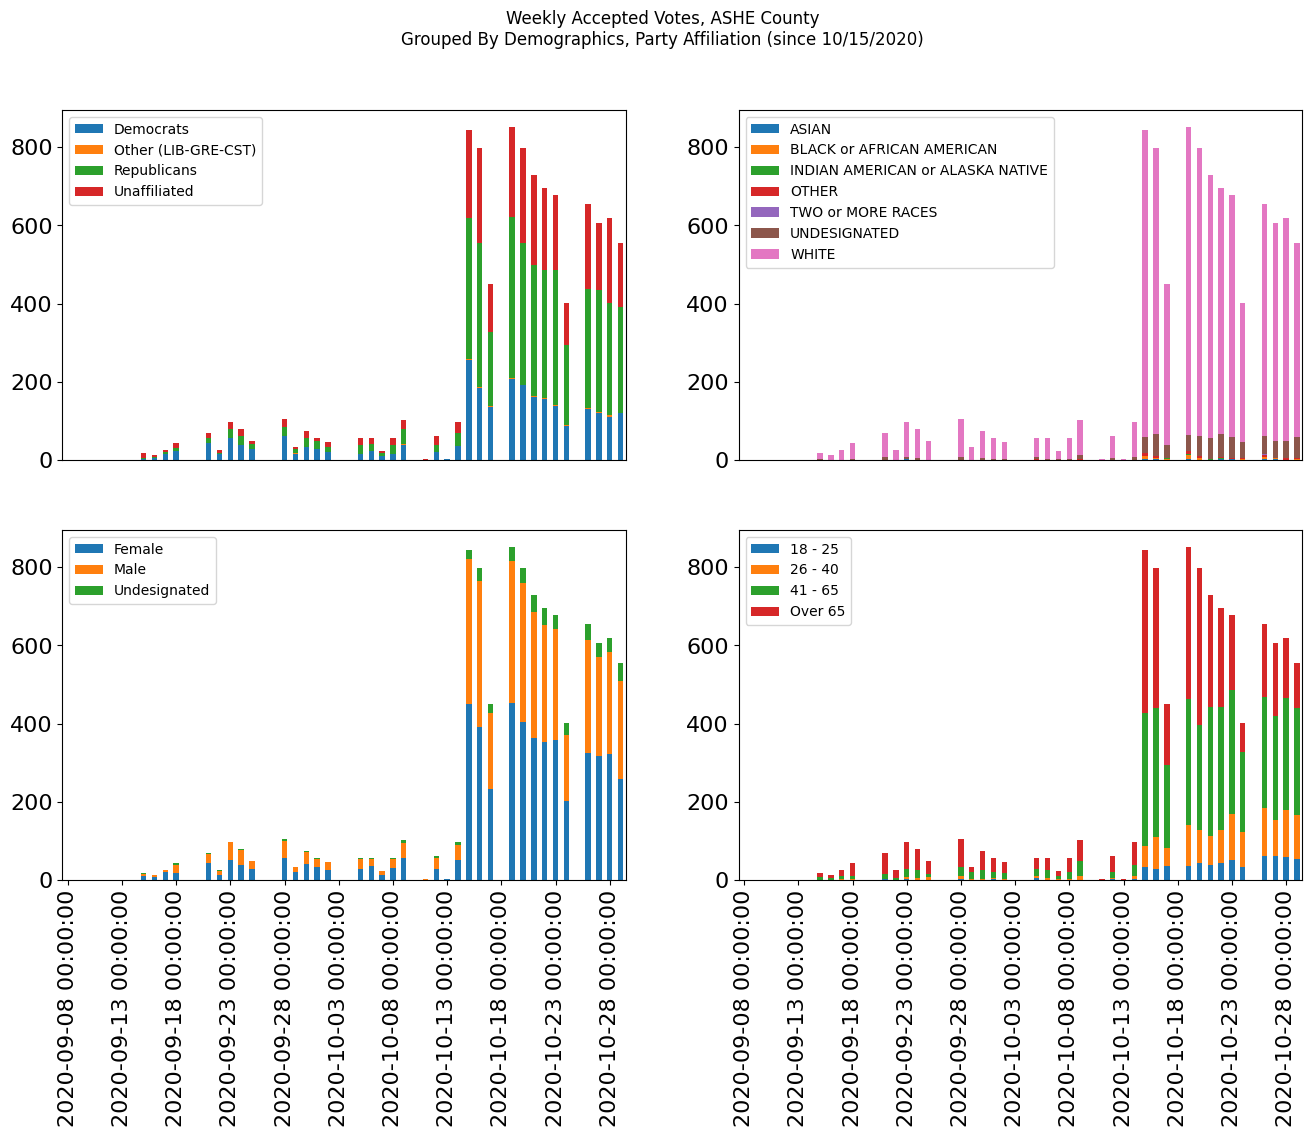 Weekly Accepted Votes, ASHE County
Grouped By Demographics, Party Affiliation (since 10/15/2020)
800
600
400
200
0
Democrats
Other (LIB-GRE-CST)
Republicans
Unaffiliated
800
600
400
200
0
ASIAN
BLACK or AFRICAN AMERICAN
INDIAN AMERICAN or ALASKA NATIVE
OTHER
TWO or MORE RACES
UNDESIGNATED
WHITE
800
600
400
200
0
Female
Male
Undesignated
2020-09-08 00:00:00
2020-09-13 00:00:00
2020-09-18 00:00:00
2020-09-23 00:00:00
2020-09-28 00:00:00
2020-10-03 00:00:00
2020-10-08 00:00:00
2020-10-13 00:00:00
2020-10-18 00:00:00
2020-10-23 00:00:00
2020-10-28 00:00:00
800
600
400
200
0
18 - 25
26 - 40
41 - 65
Over 65
2020-09-08 00:00:00
2020-09-13 00:00:00
2020-09-18 00:00:00
2020-09-23 00:00:00
2020-09-28 00:00:00
2020-10-03 00:00:00
2020-10-08 00:00:00
2020-10-13 00:00:00
2020-10-18 00:00:00
2020-10-23 00:00:00
2020-10-28 00:00:00